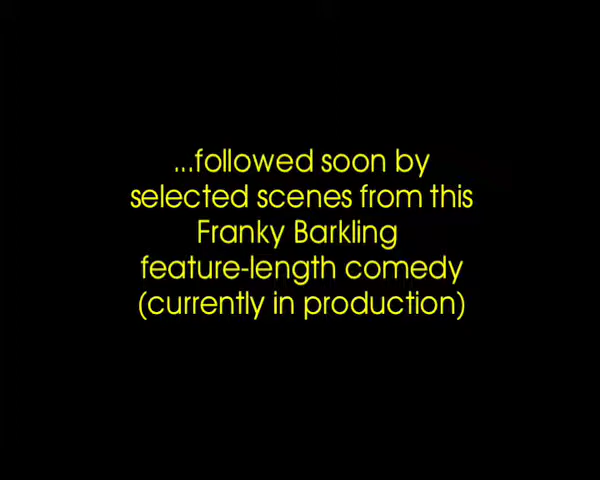 ...followed soon by
selected scenes from this
Franky Barkling
feature-length comedy
(currently in production)